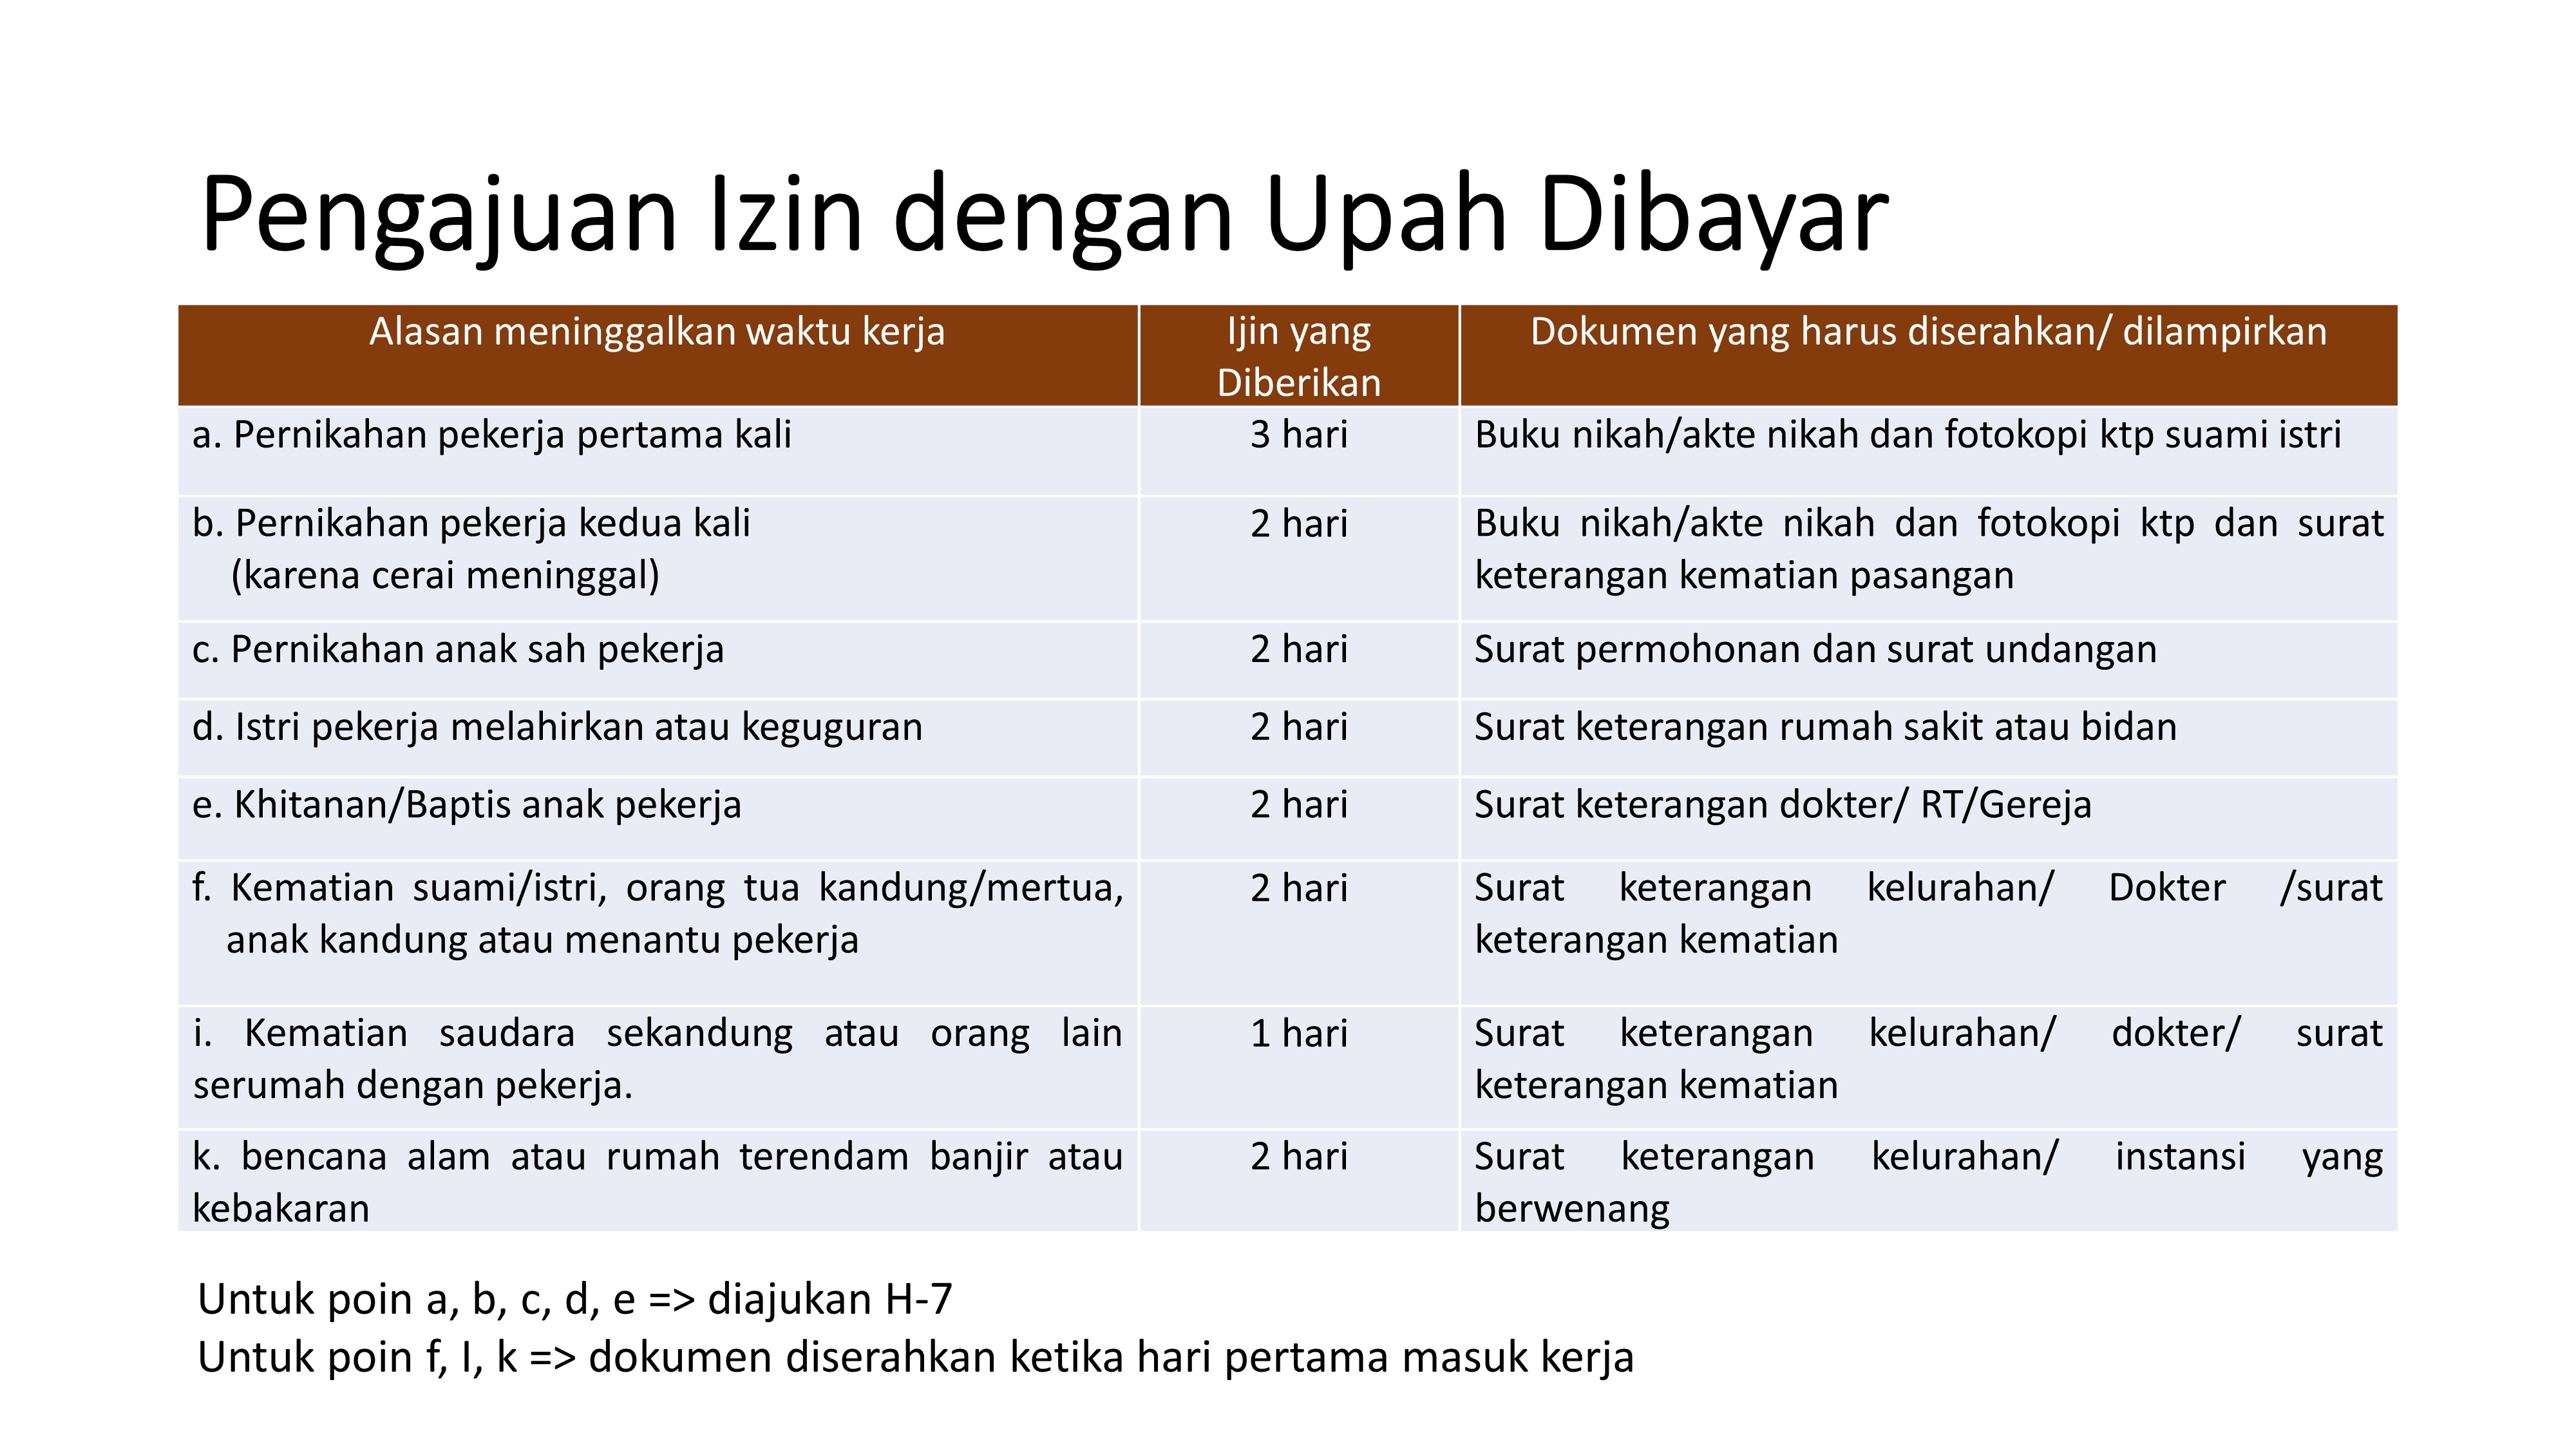 Pengajuan Izin dengan Upah Dibayar
Alasan meninggalkan waktu kerja
Ijin yang
Diberikan
Dokumen yang harus diserahkan/ dilampirkan
a. Pernikahan pekerja pertama kali
3 hari
Buku nikah/akte nikah dan fotokopi ktp suami istri
b. Pernikahan pekerja kedua kali
(karena cerai meninggal)
2 hari
Buku nikah/akte nikah dan fotokopi ktp dan surat
keterangan kematian pasangan
c. Pernikahan anak sah pekerja
2 hari
Surat permohonan dan surat undangan
d. Istri pekerja melahirkan atau keguguran
2 hari
Surat keterangan rumah sakit atau bidan
e. Khitanan/Baptis anak pekerja
2 hari
Surat keterangan dokter/ RT/Gereja
f. Kematian suami/istri, orang tua kandung/mertua,
anak kandung atau menantu pekerja
2 hari
Surat keterangan kelurahan/ Dokter /surat
keterangan kematian
i. Kematian saudara sekandung atau orang lain
serumah dengan pekerja.
1 hari
Surat keterangan kelurahan/ dokter/ surat
keterangan kematian
k. bencana alam atau rumah terendam banjir atau
kebakaran
2 hari
Surat keterangan kelurahan/ instansi yang
berwenang
Untuk poin a, b, c, d, e => diajukan H-7
Untuk poin f, I, k => dokumen diserahkan ketika hari pertama masuk kerja